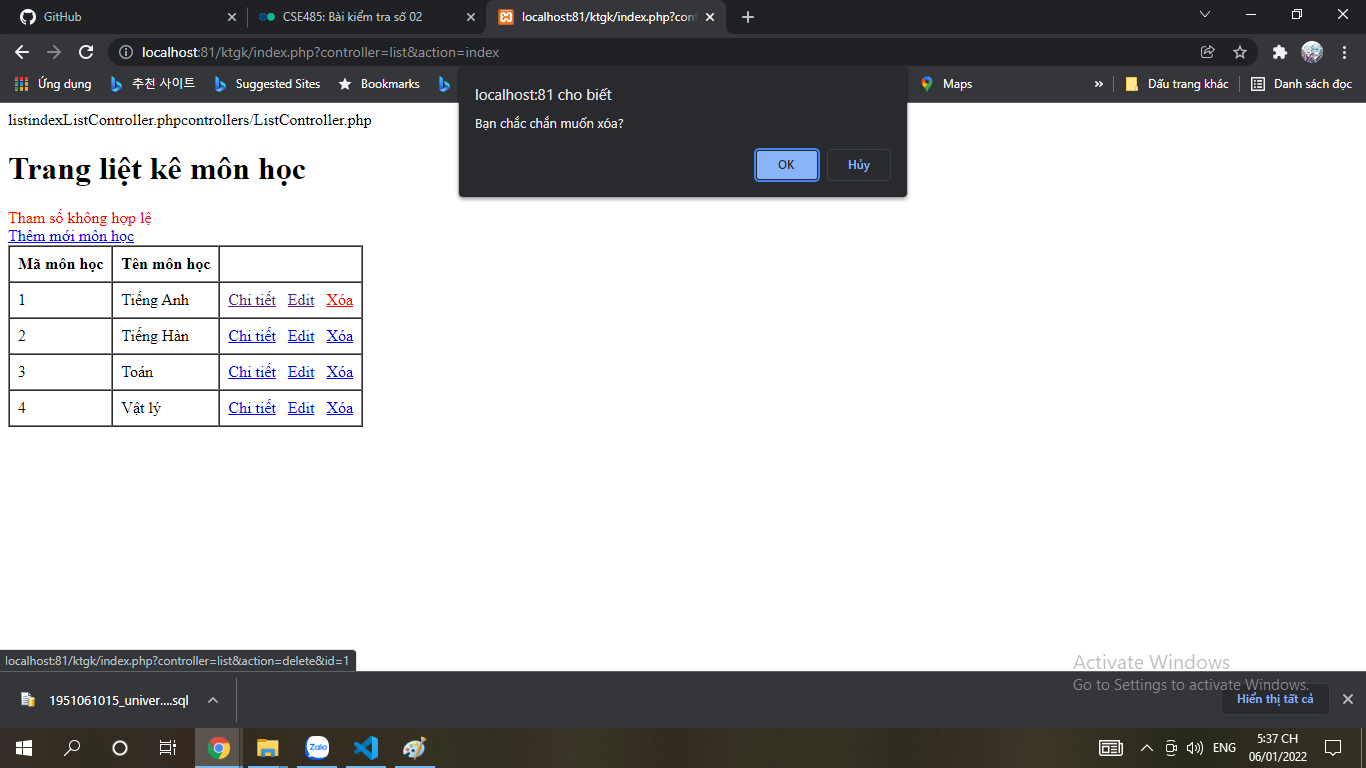 GitHub
CSE485: Bài kiểm tra số 02
localhost:81/ktgk/index.php?cont
localhost:81/ktgk/index.php?controller=list&action=index
Ứng dụng
추천 사이트
Suggested Sites
Bookmarks
Maps
»
Dấu trang khác
Danh sách đọc
localhost:81 cho biết
Bạn chắc chắn muốn xóa?
OK
Hủy
listindexListController.phpcontrollers/ListController.php
Trang liệt kê môn học
Tham số không hợp lệ
Thêm mới môn học
Mã môn học Tên môn học
1 Tiếng Anh Chi tiết Edit Xóa
2 Tiếng Hàn Chi tiết Edit Xóa
3 Toán Chi tiết Edit Xóa
4 Vật lý Chi tiết Edit Xóa
localhost:81/ktgk/index.php?controller=list&action=delete&id=1
Activate Windows
Go to Settings to activate Windows.
1951061015_univer....sql
Hiển thị tất cả
Zalo
ENG
5:37 CH
06/01/2022